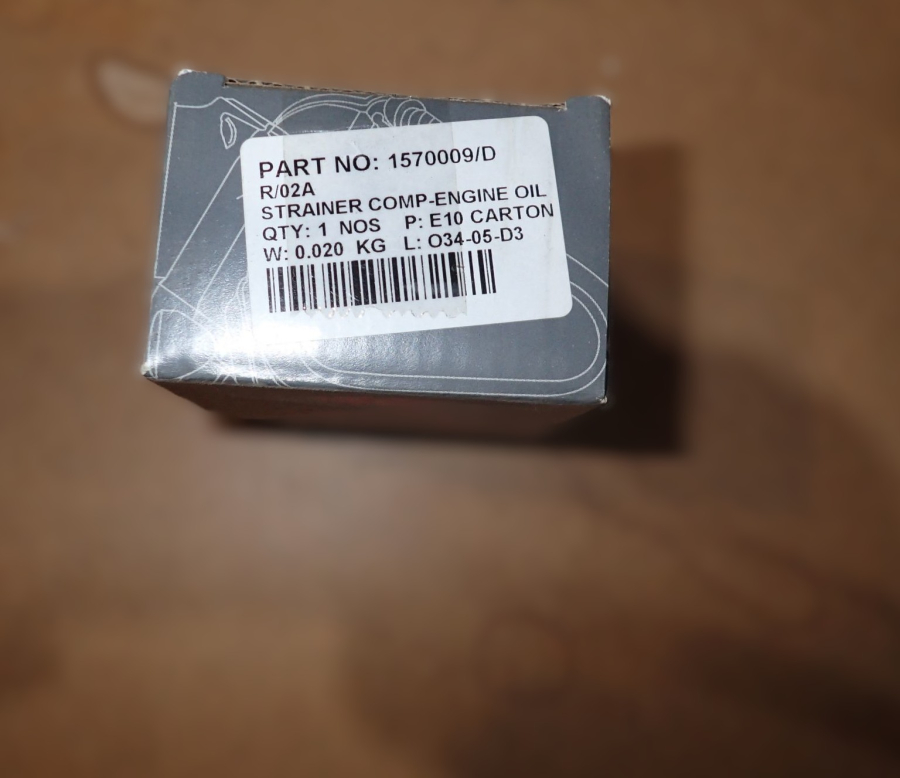 PART NO: 1570009/D
R/02A
STRAINER COMP-ENGINE OIL
QTY: 1 NOS P: E10 CARTON
W: 0.020 KG L: O34-05-D3